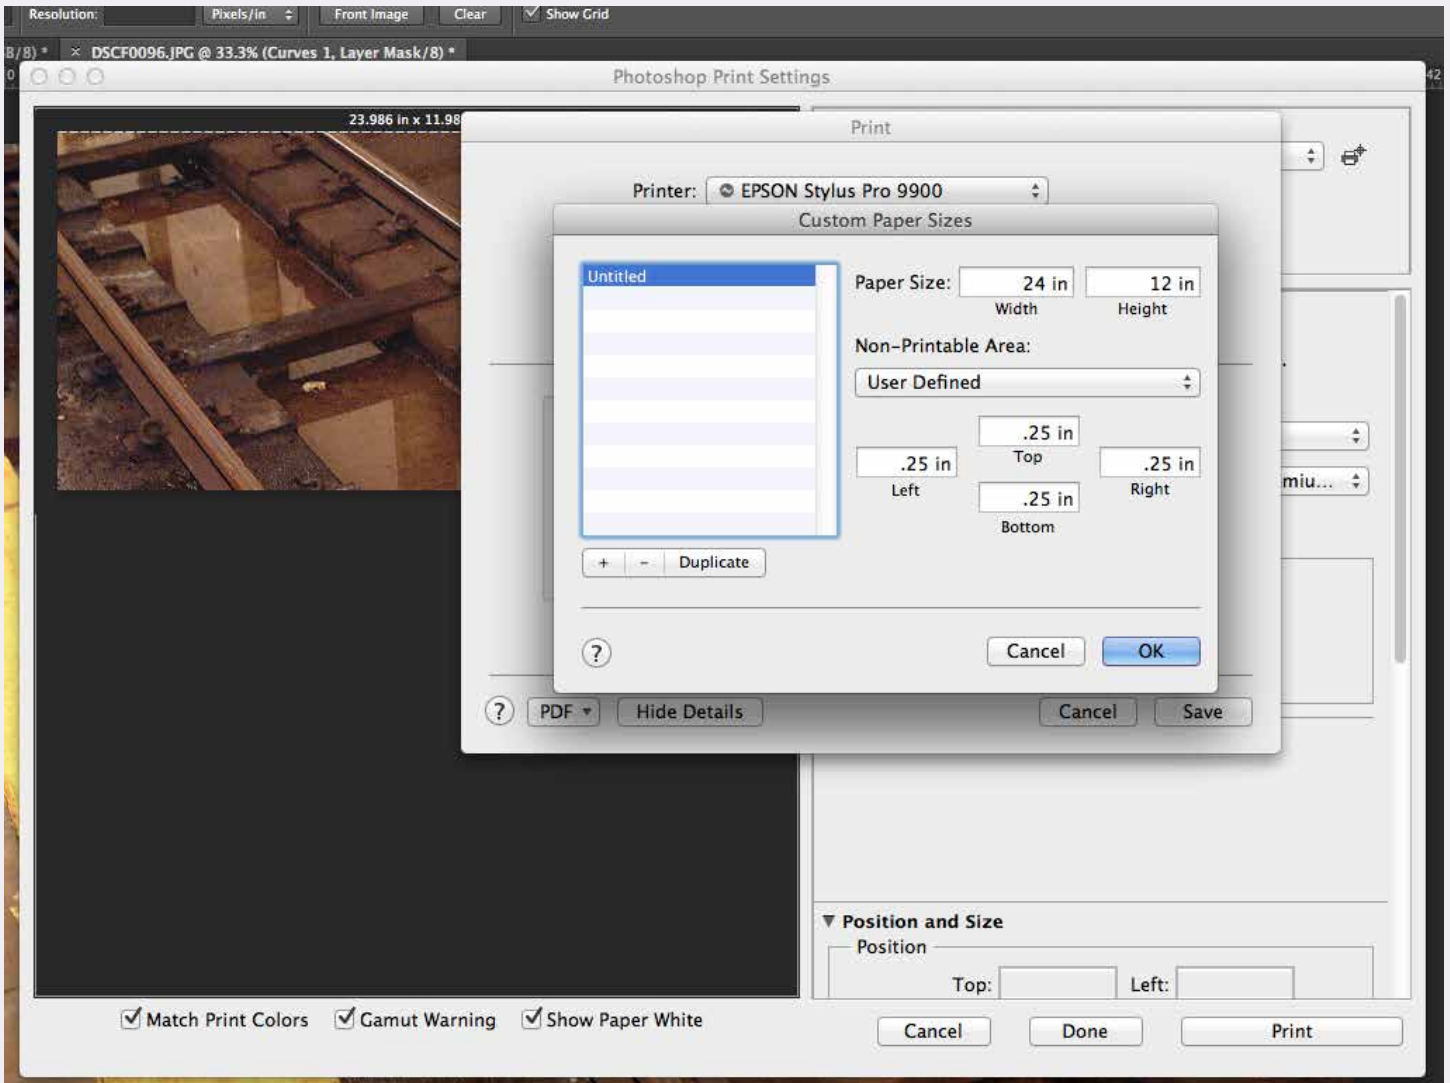 Resolution: Pixels/in Front Image Clear Show Grid
B/8) * × DSCF0096.JPG @ 33.3% (Curves 1, Layer Mask/8) *
0 42
Photoshop Print Settings
23.986 in x 11.98
Print
Printer: EPSON Stylus Pro 9900
Custom Paper Sizes
Untitled
Paper Size: 24 in 12 in
Width Height
Non-Printable Area:
User Defined
.25 in
Top
.25 in .25 in
Left Right
.25 in
Bottom
miu...
+ - Duplicate
? Cancel OK
? PDF Hide Details Cancel Save
Position and Size
Position
Top: Left:
Match Print Colors Gamut Warning Show Paper White
Cancel Done Print